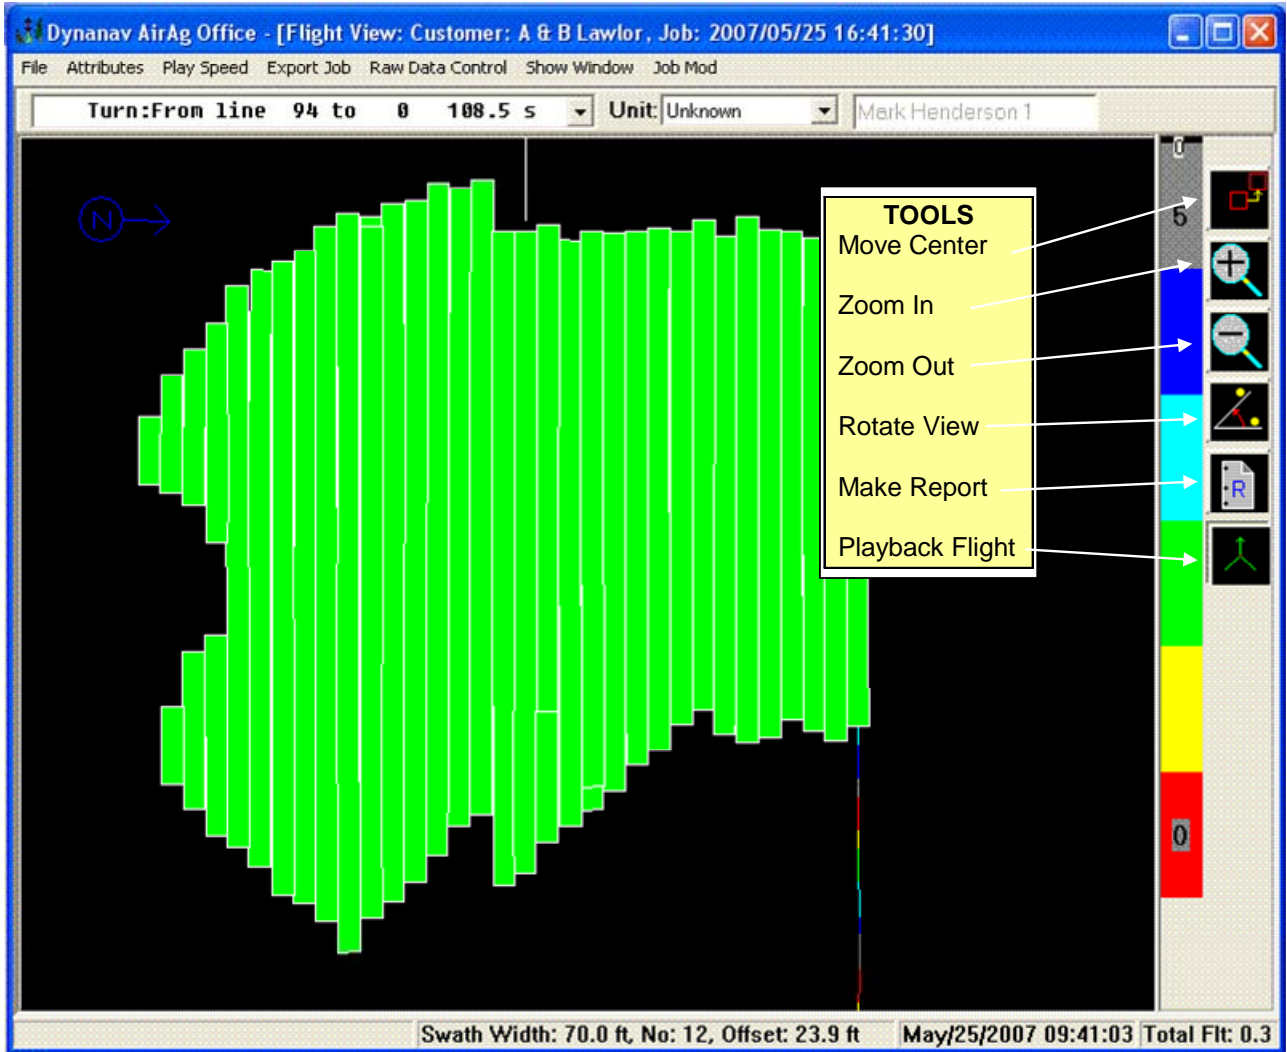 Dynanav AirAg Office - [Flight View: Customer: A & B Lawlor, Job: 2007/05/25 16:41:30]
File Attributes Play Speed Export Job Raw Data Control Show Window Job Mod
Turn:From line 94 to 0 108.5 s Unit: Unknown Mark Henderson 1
N
0
5
TOOLS
Move Center
Zoom In
Zoom Out
Rotate View
Make Report
R
Playback Flight
0
Swath Width: 70.0 ft, No: 12, Offset: 23.9 ft May/25/2007 09:41:03 Total Flt: 0.3